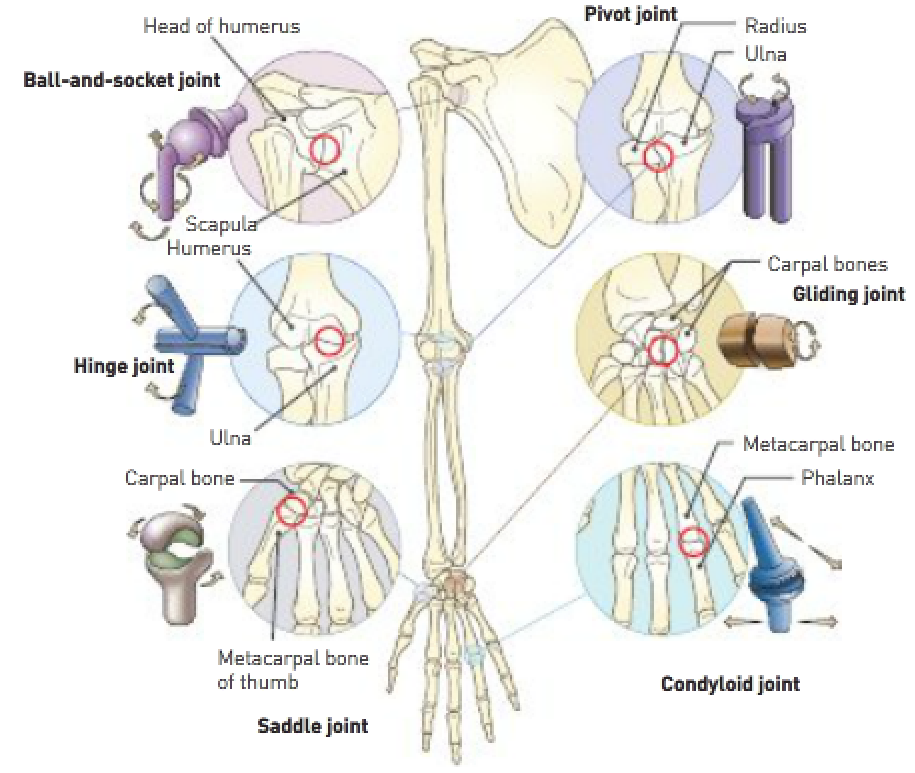 Pivot joint
Head of humerus
Radius
Ulna
Ball-and-socket joint
Scapula
Humerus
Carpal bones
Gliding joint
Hinge joint
Ulna
Metacarpal bone
Carpal bone
Phalanx
Metacarpal bone
of thumb
Condyloid joint
Saddle joint